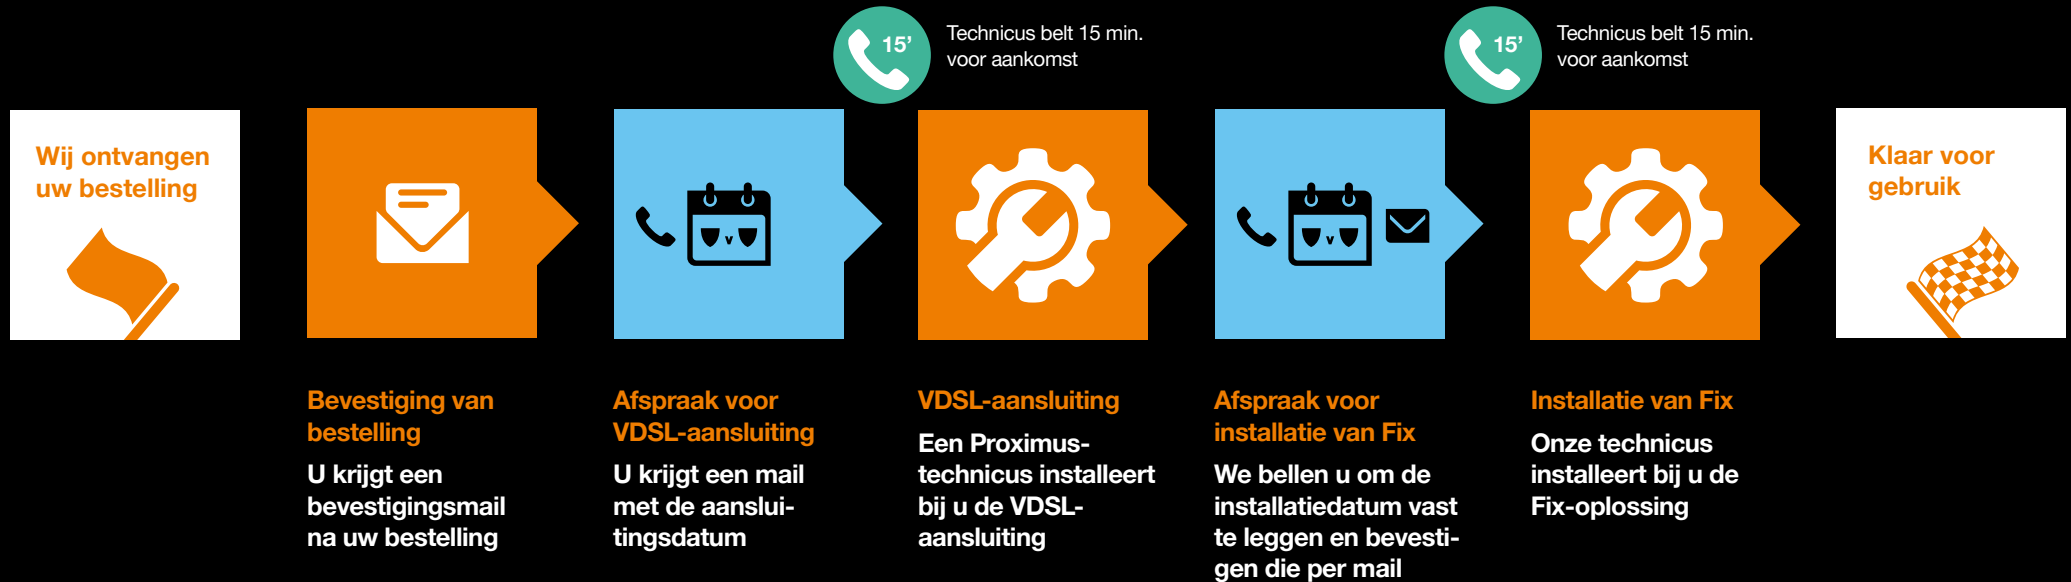 15’
Technicus belt 15 min.
voor aankomst
15’
Technicus belt 15 min.
voor aankomst
Wij ontvangen
uw bestelling
v
v
Klaar voor
gebruik
Bevestiging van
bestelling
U krijgt een
bevestigingsmail
na uw bestelling
Afspraak voor
VDSL-aansluiting
U krijgt een mail
met de aanslui-
tingsdatum
VDSL-aansluiting
Een Proximus-
technicus installeert
bij u de VDSL-
aansluiting
Afspraak voor
installatie van Fix
We bellen u om de
installatiedatum vast
te leggen en bevesti-
gen die per mail
Installatie van Fix
Onze technicus
installeert bij u de
Fix-oplossing